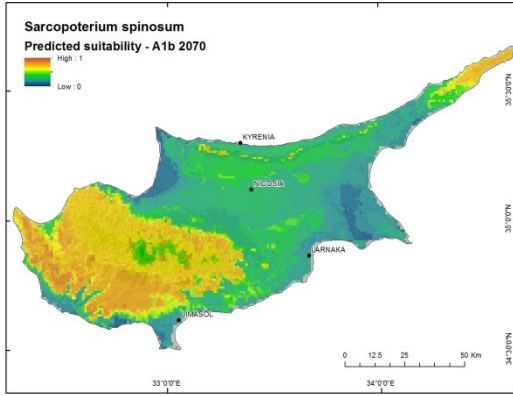 Sarcopoterium spinosum
Predicted suitability - A1b 2070
High : 1
Low : 0
KYRENIA
NICOSIA
LARNAKA
LIMASOL
0 12.5 25 50 Km
35°30'0"N
35°0'0"N
34°30'0"N
33°0'0"E 34°0'0"E